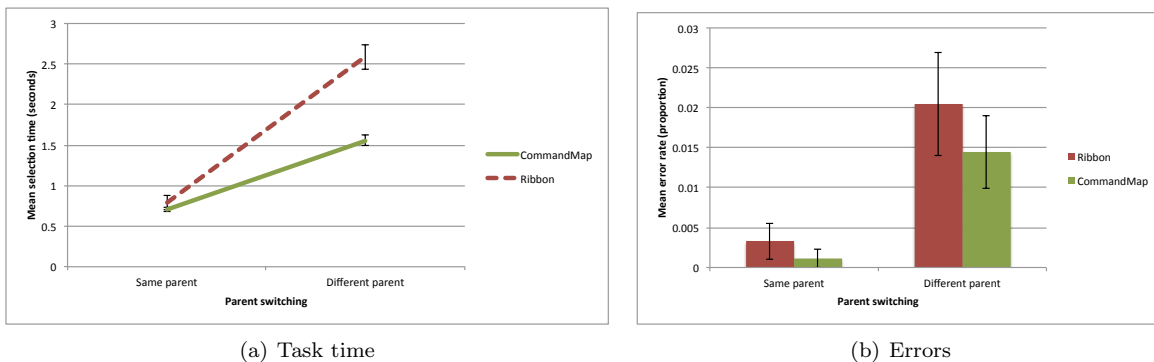 3
2.5
2
1.5
1
0.5
0
Mean selection time (seconds)
Same parent
Different parent
Parent switching
CommandMap
Ribbon
(a) Task time
0.03
0.025
0.02
0.015
0.01
0.005
0
Mean error rate (proportion)
Same parent
Different parent
Parent switching
Ribbon
CommandMap
(b) Errors